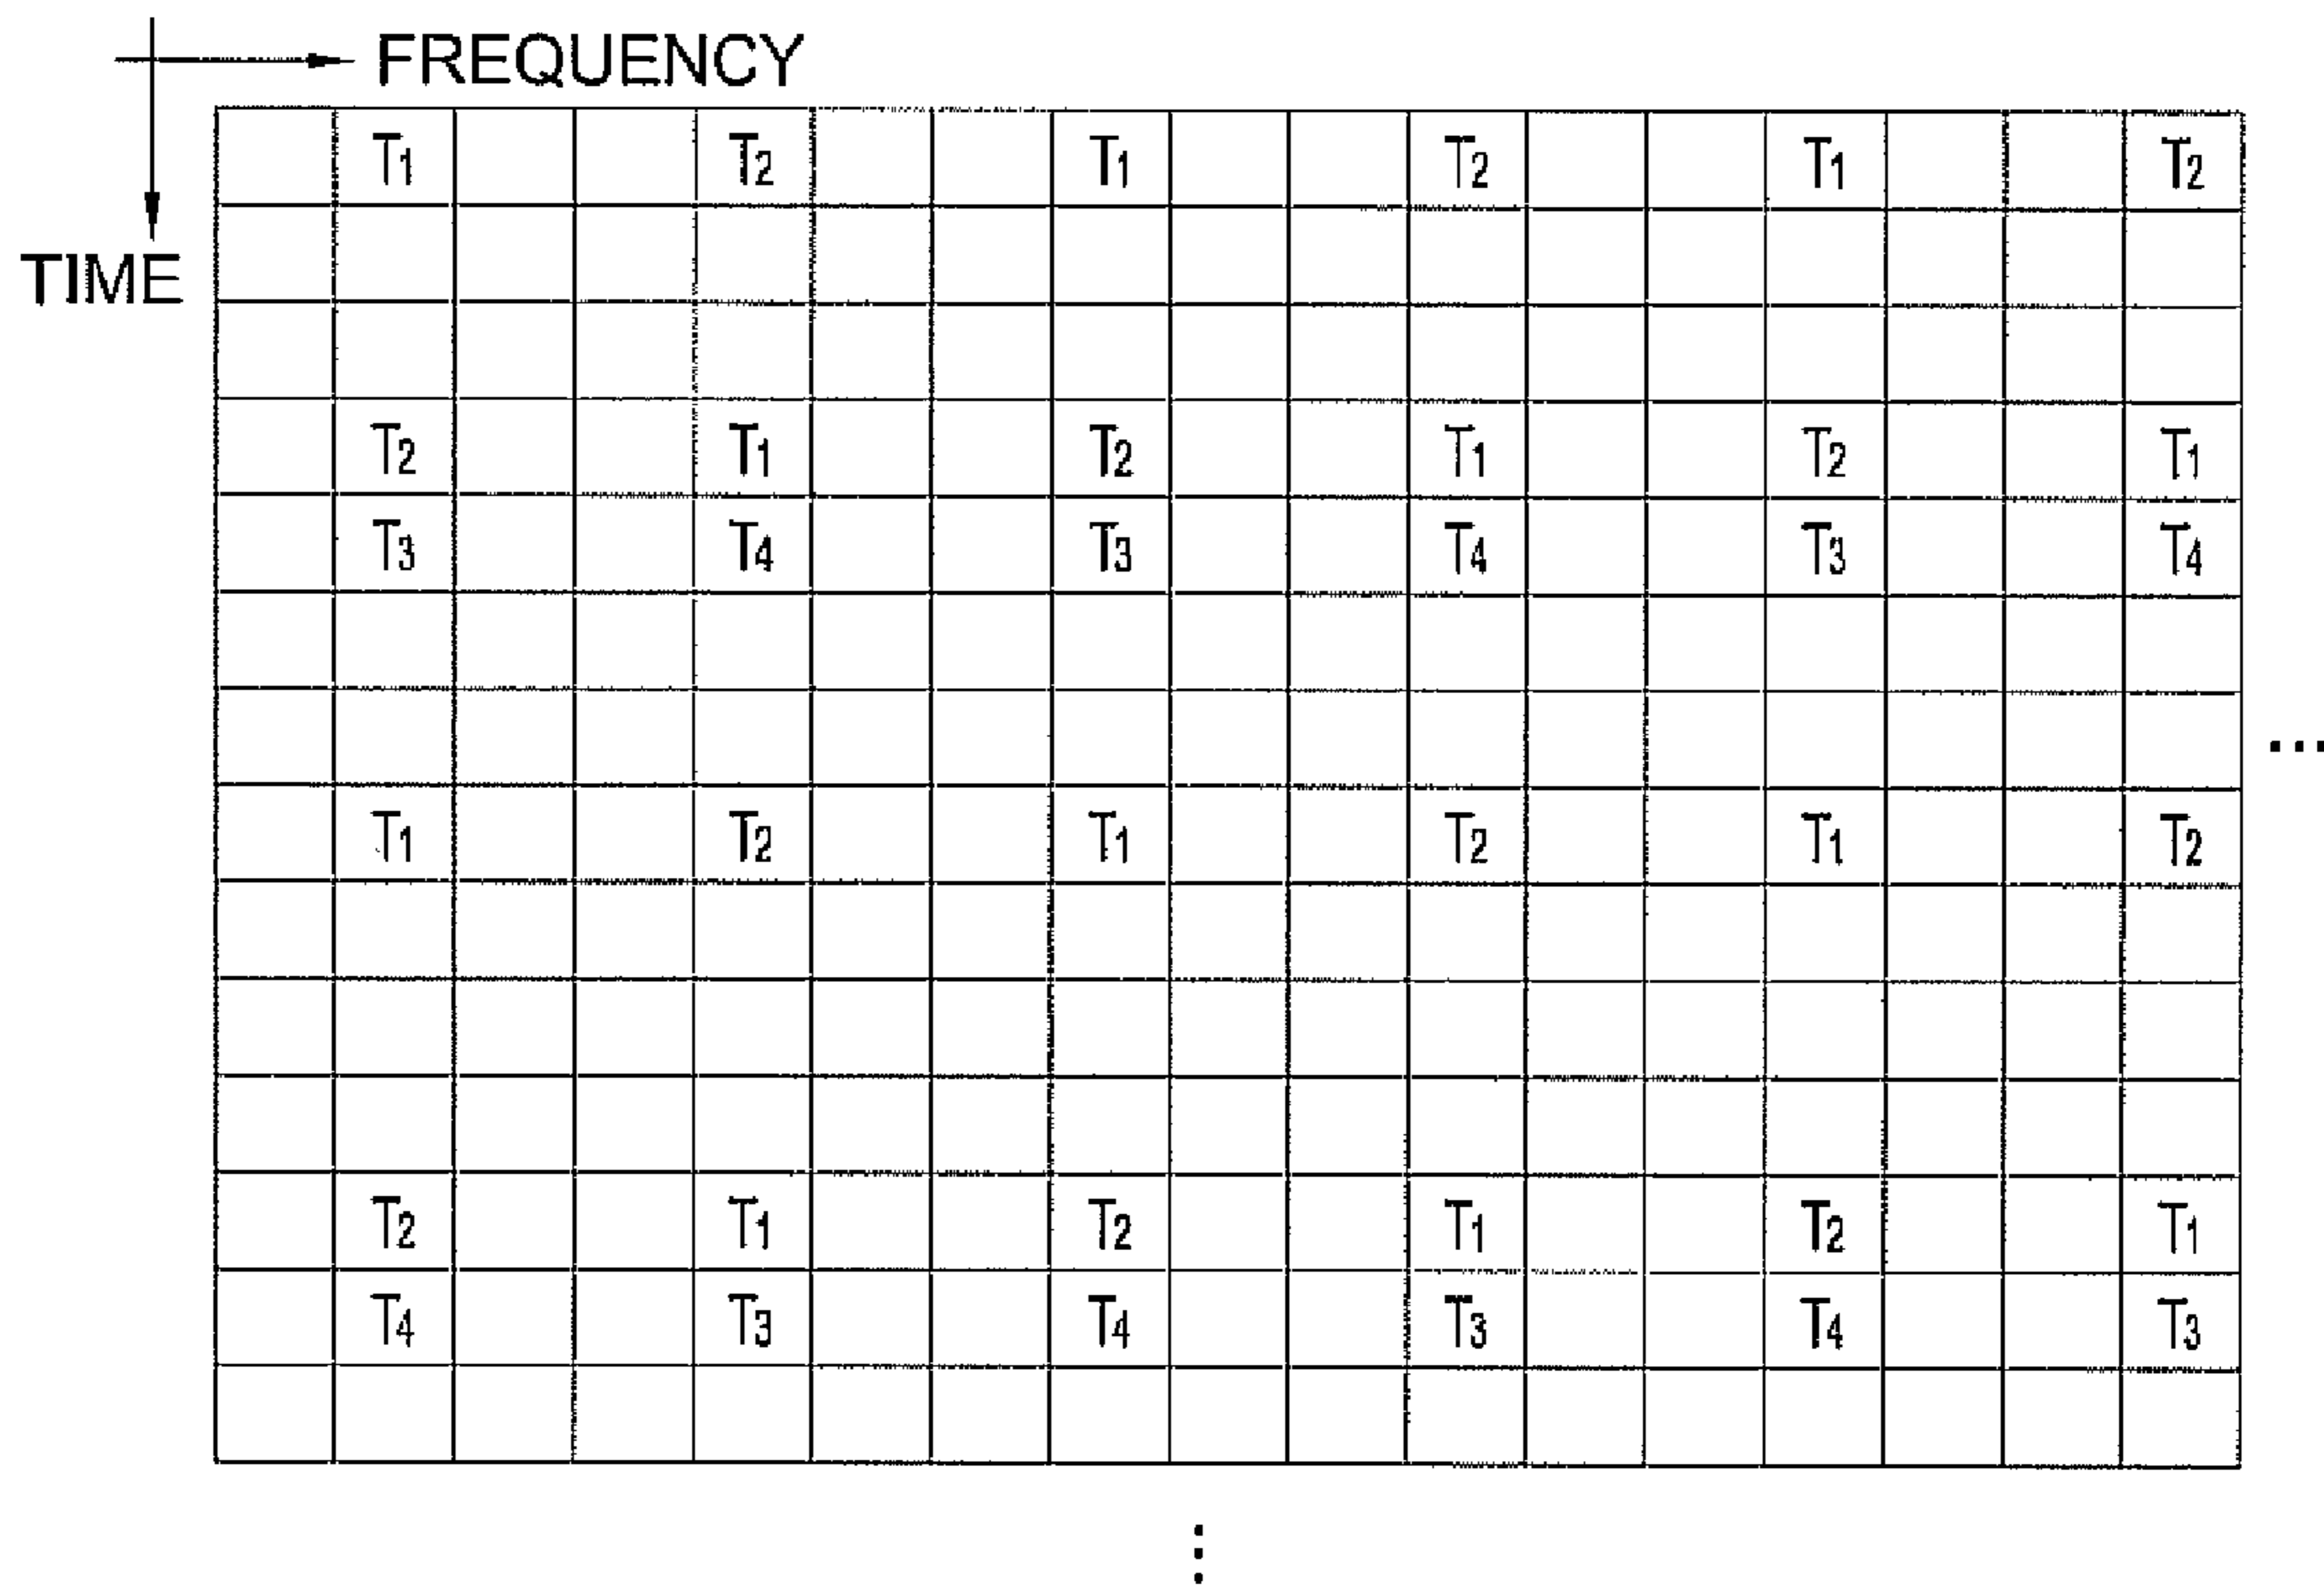 FREQUENCY
TIME
T1 T2 T1 T2 T1 T2
T2 T1 T2 T1 T2 T1
T3 T4 T3 T4 T3 T4
...
T1 T2 T1 T2 T1 T2
T2 T1 T2 T1 T2 T1
T4 T3 T4 T3 T4 T3
⋮